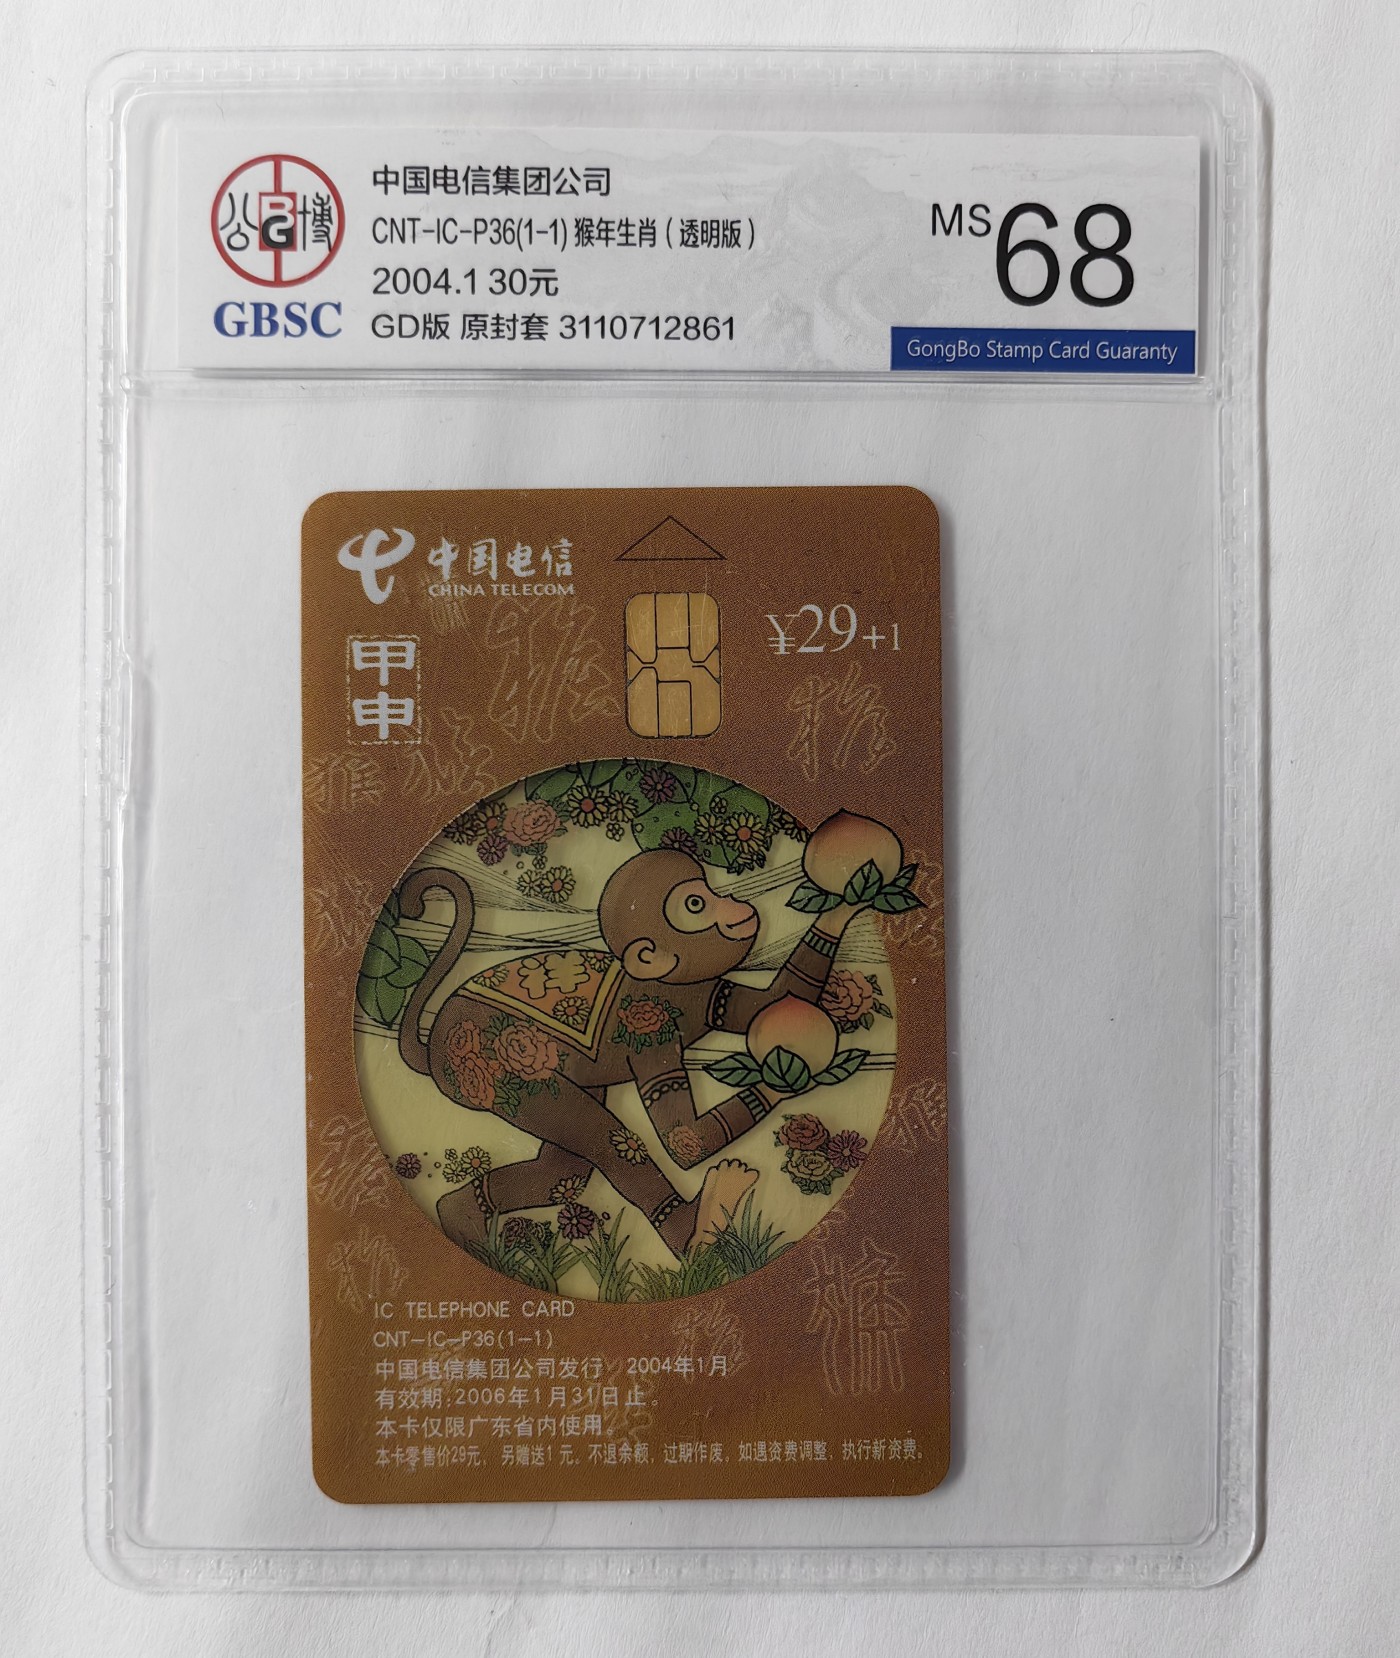 公博
BG
GBSC
中国电信集团公司
CNT-IC-P36(1-1) 猴年生肖(透明版)
2004.1 30元
GD版 原封套 3110712861
MS 68
GongBo Stamp Card Guaranty
中国电信
CHINA TELECOM
¥29+1
甲申
祥
IC TELEPHONE CARD
CNT-IC-P36(1-1)
中国电信集团公司发行 2004年1月
有效期:2006年1月31日止。
本卡仅限广东省内使用。
本卡零售价29元,另赠送1元。不退余额,过期作废。如遇资费调整,执行新资费。